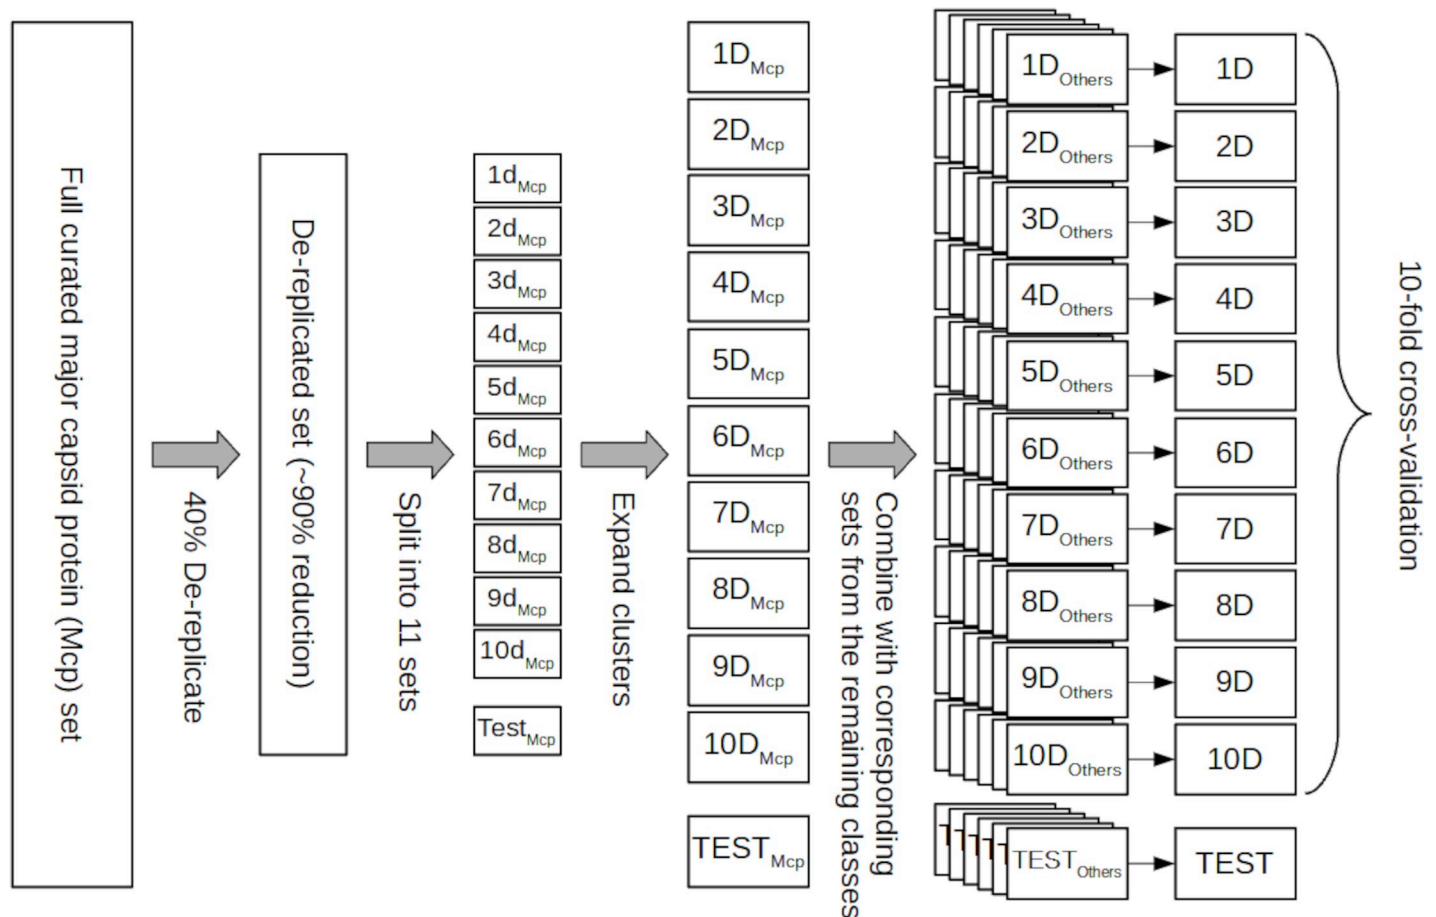 Full curated major capsid protein (Mcp) set
40% De-replicate
De-replicated set (~90% reduction)
Split into 11 sets
1dMcp
2dMcp
3dMcp
4dMcp
5dMcp
6dMcp
7dMcp
8dMcp
9dMcp
10dMcp
TestMcp
Expand clusters
1DMcp
2DMcp
3DMcp
4DMcp
5DMcp
6DMcp
7DMcp
8DMcp
9DMcp
10DMcp
TESTMcp
Combine with corresponding
sets from the remaining classes
1DOthers
2DOthers
3DOthers
4DOthers
5DOthers
6DOthers
7DOthers
8DOthers
9DOthers
10DOthers
T
T
T
T
T
TESTOthers
1D
2D
3D
4D
5D
6D
7D
8D
9D
10D
TEST
10-fold cross-validation